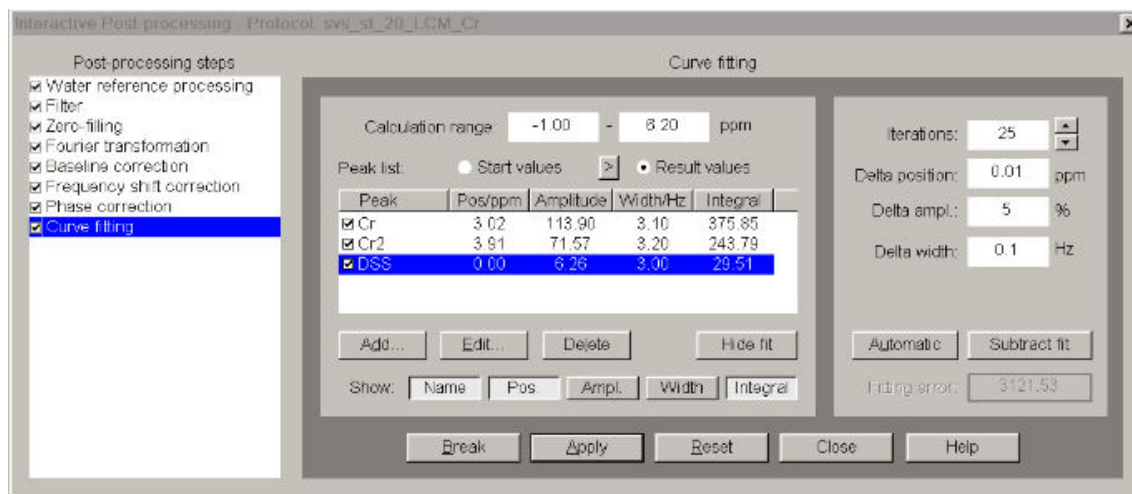 Interactive Post-processing - Protocol: svs_st_20_LCM_Cr
Post-processing steps
Water reference processing
Filter
Zero-filling
Fourier transformation
Baseline correction
Frequency shift correction
Phase correction
Curve fitting
Curve fitting
Calculation range -1.00 - 6.20 ppm
Peak list: Start values > Result values
Peak Pos/ppm Amplitude Width/Hz Integral
Cr 3.02 113.90 3.10 375.85
Cr2 3.91 71.57 3.20 243.79
DSS 0.00 6.26 3.00 29.51
Add... Edit... Delete Hide fit
Show: Name Pos. Ampl. Width Integral
Iterations: 25
Delta position: 0.01 ppm
Delta ampl.: 5 %
Delta width: 0.1 Hz
Automatic Subtract fit
Fitting error: 3121.53
Break Apply Reset Close Help